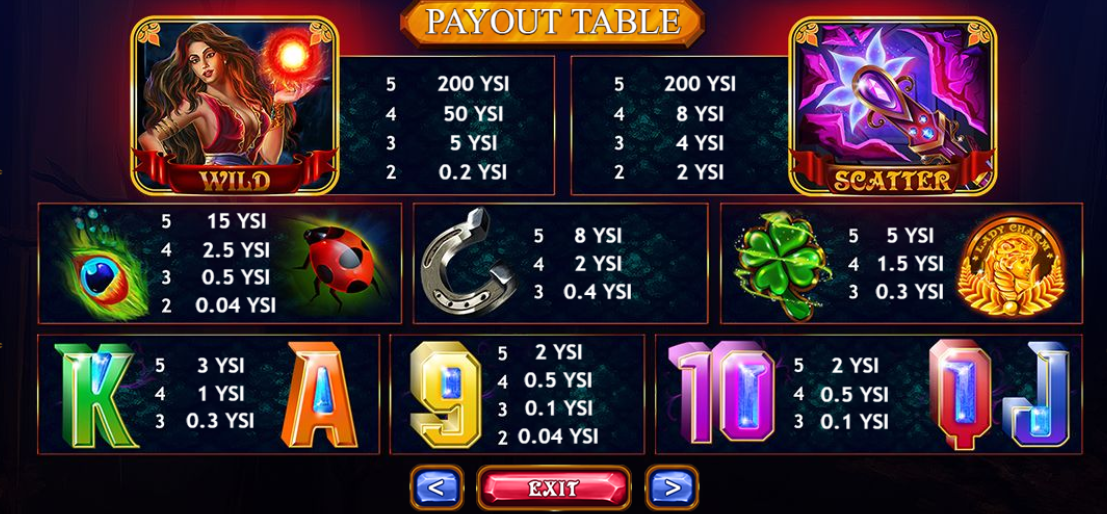 PAYOUT TABLE
5 200 YSI
4 50 YSI
3 5 YSI
2 0.2 YSI
WILD
5 200 YSI
4 8 YSI
3 4 YSI
2 2 YSI
SCATTER
5 15 YSI
4 2.5 YSI
3 0.5 YSI
2 0.04 YSI
5 8 YSI
4 2 YSI
3 0.4 YSI
5 5 YSI
4 1.5 YSI
3 0.3 YSI
LADY CHARM
K
5 3 YSI
4 1 YSI
3 0.3 YSI
A
9
5 2 YSI
4 0.5 YSI
3 0.1 YSI
2 0.04 YSI
10
5 2 YSI
4 0.5 YSI
3 0.1 YSI
Q J
< EXIT >